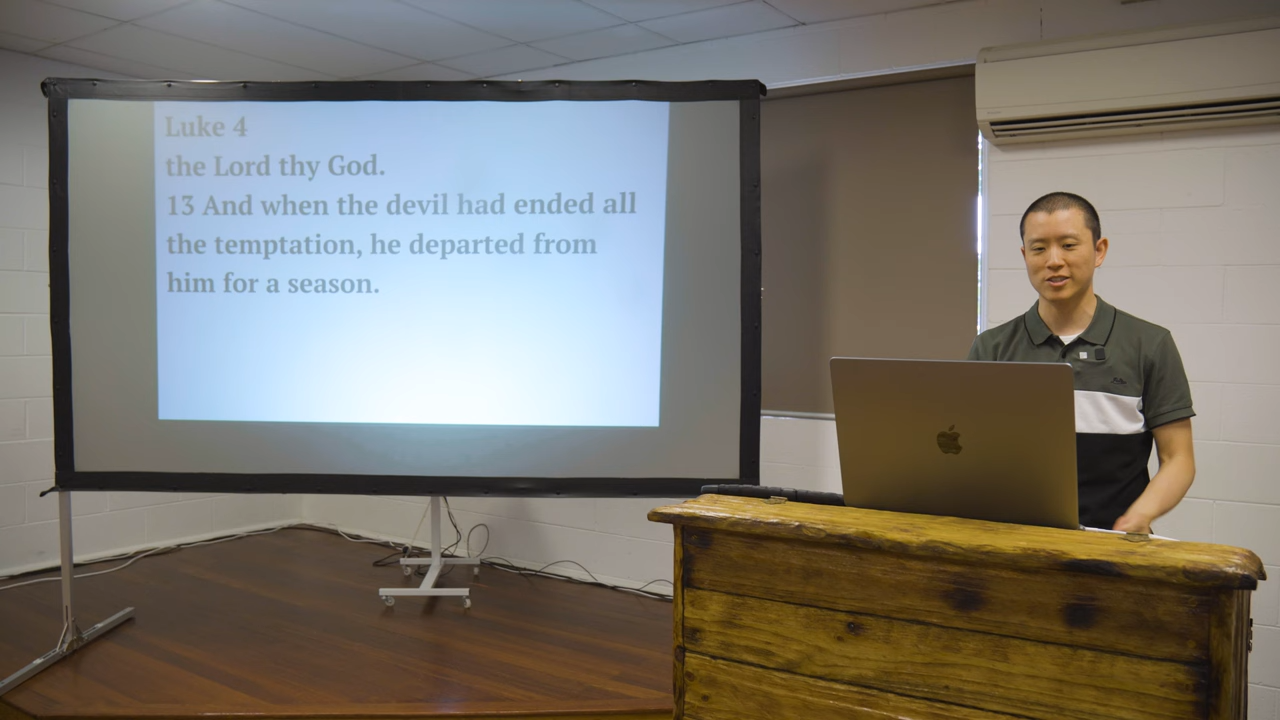 Luke 4
the Lord thy God.
13 And when the devil had ended all
the temptation, he departed from
him for a season.